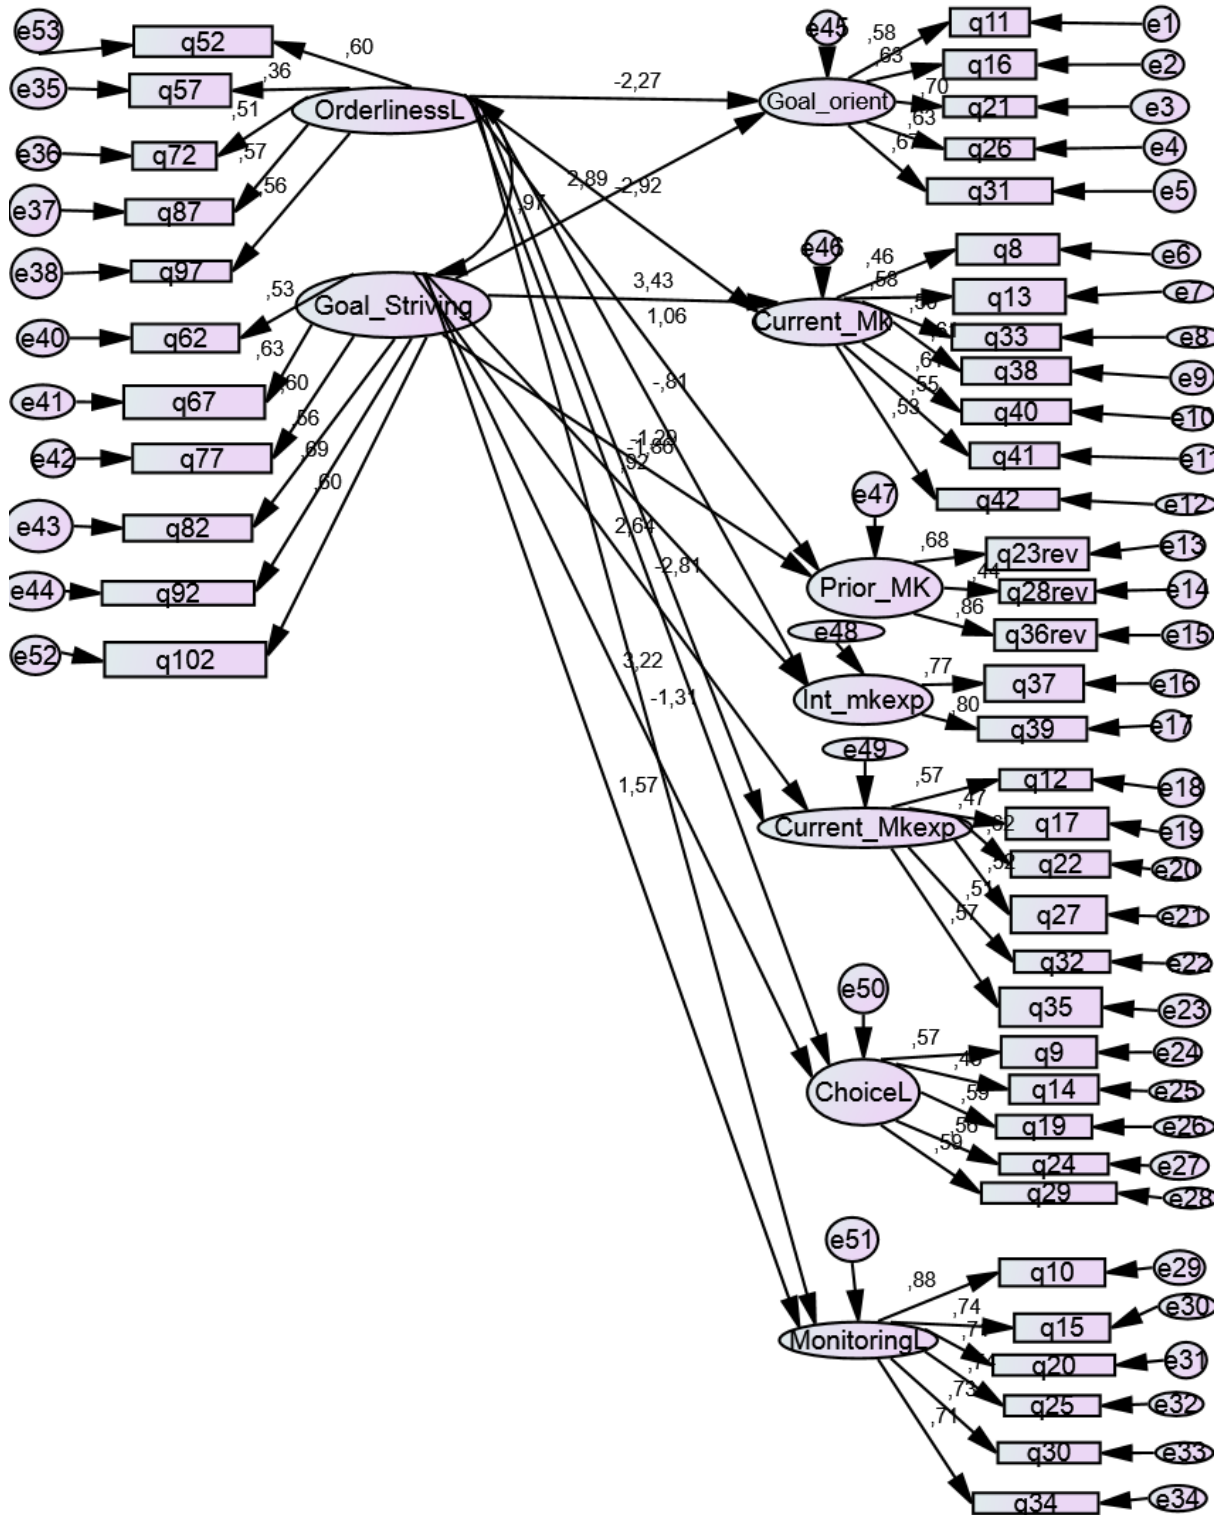 e53
q52
,60
e35
q57
,36
OrderlinessL
e36
q72
,51
e37
q87
,57
e38
q97
,56
,97
Goal_Striving
e40
q62
,53
e41
q67
,63
e42
q77
,60
e43
q82
,56
e44
q92
,69
e52
q102
,60
-2,27
2,89
-2,92
3,43
1,06
-,81
,92
2,64
-2,81
3,22
-1,31
1,57
e45
Goal_orient
,58
q11
e1
,63
q16
e2
,70
q21
e3
,63
q26
e4
,67
q31
e5
e46
Current_Mk
,46
q8
e6
,58
q13
e7
q33
e8
q38
e9
q40
e10
,55
q41
,53
q42
e12
e47
Prior_MK
,68
q23rev
e13
,44
q28rev
e14
,86
q36rev
e15
e48
Int_mkexp
,77
q37
e16
,80
q39
e17
e49
Current_Mkexp
,57
q12
e18
,47
q17
e19
q22
e20
q27
e21
q32
e22
,57
q35
e23
e50
ChoiceL
,57
q9
e24
q14
e25
,59
q19
e26
,56
q24
e27
,59
q29
e28
e51
MonitoringL
,88
q10
e29
,74
q15
e30
q20
e31
q25
e32
,73
q30
e33
,71
q34
e34